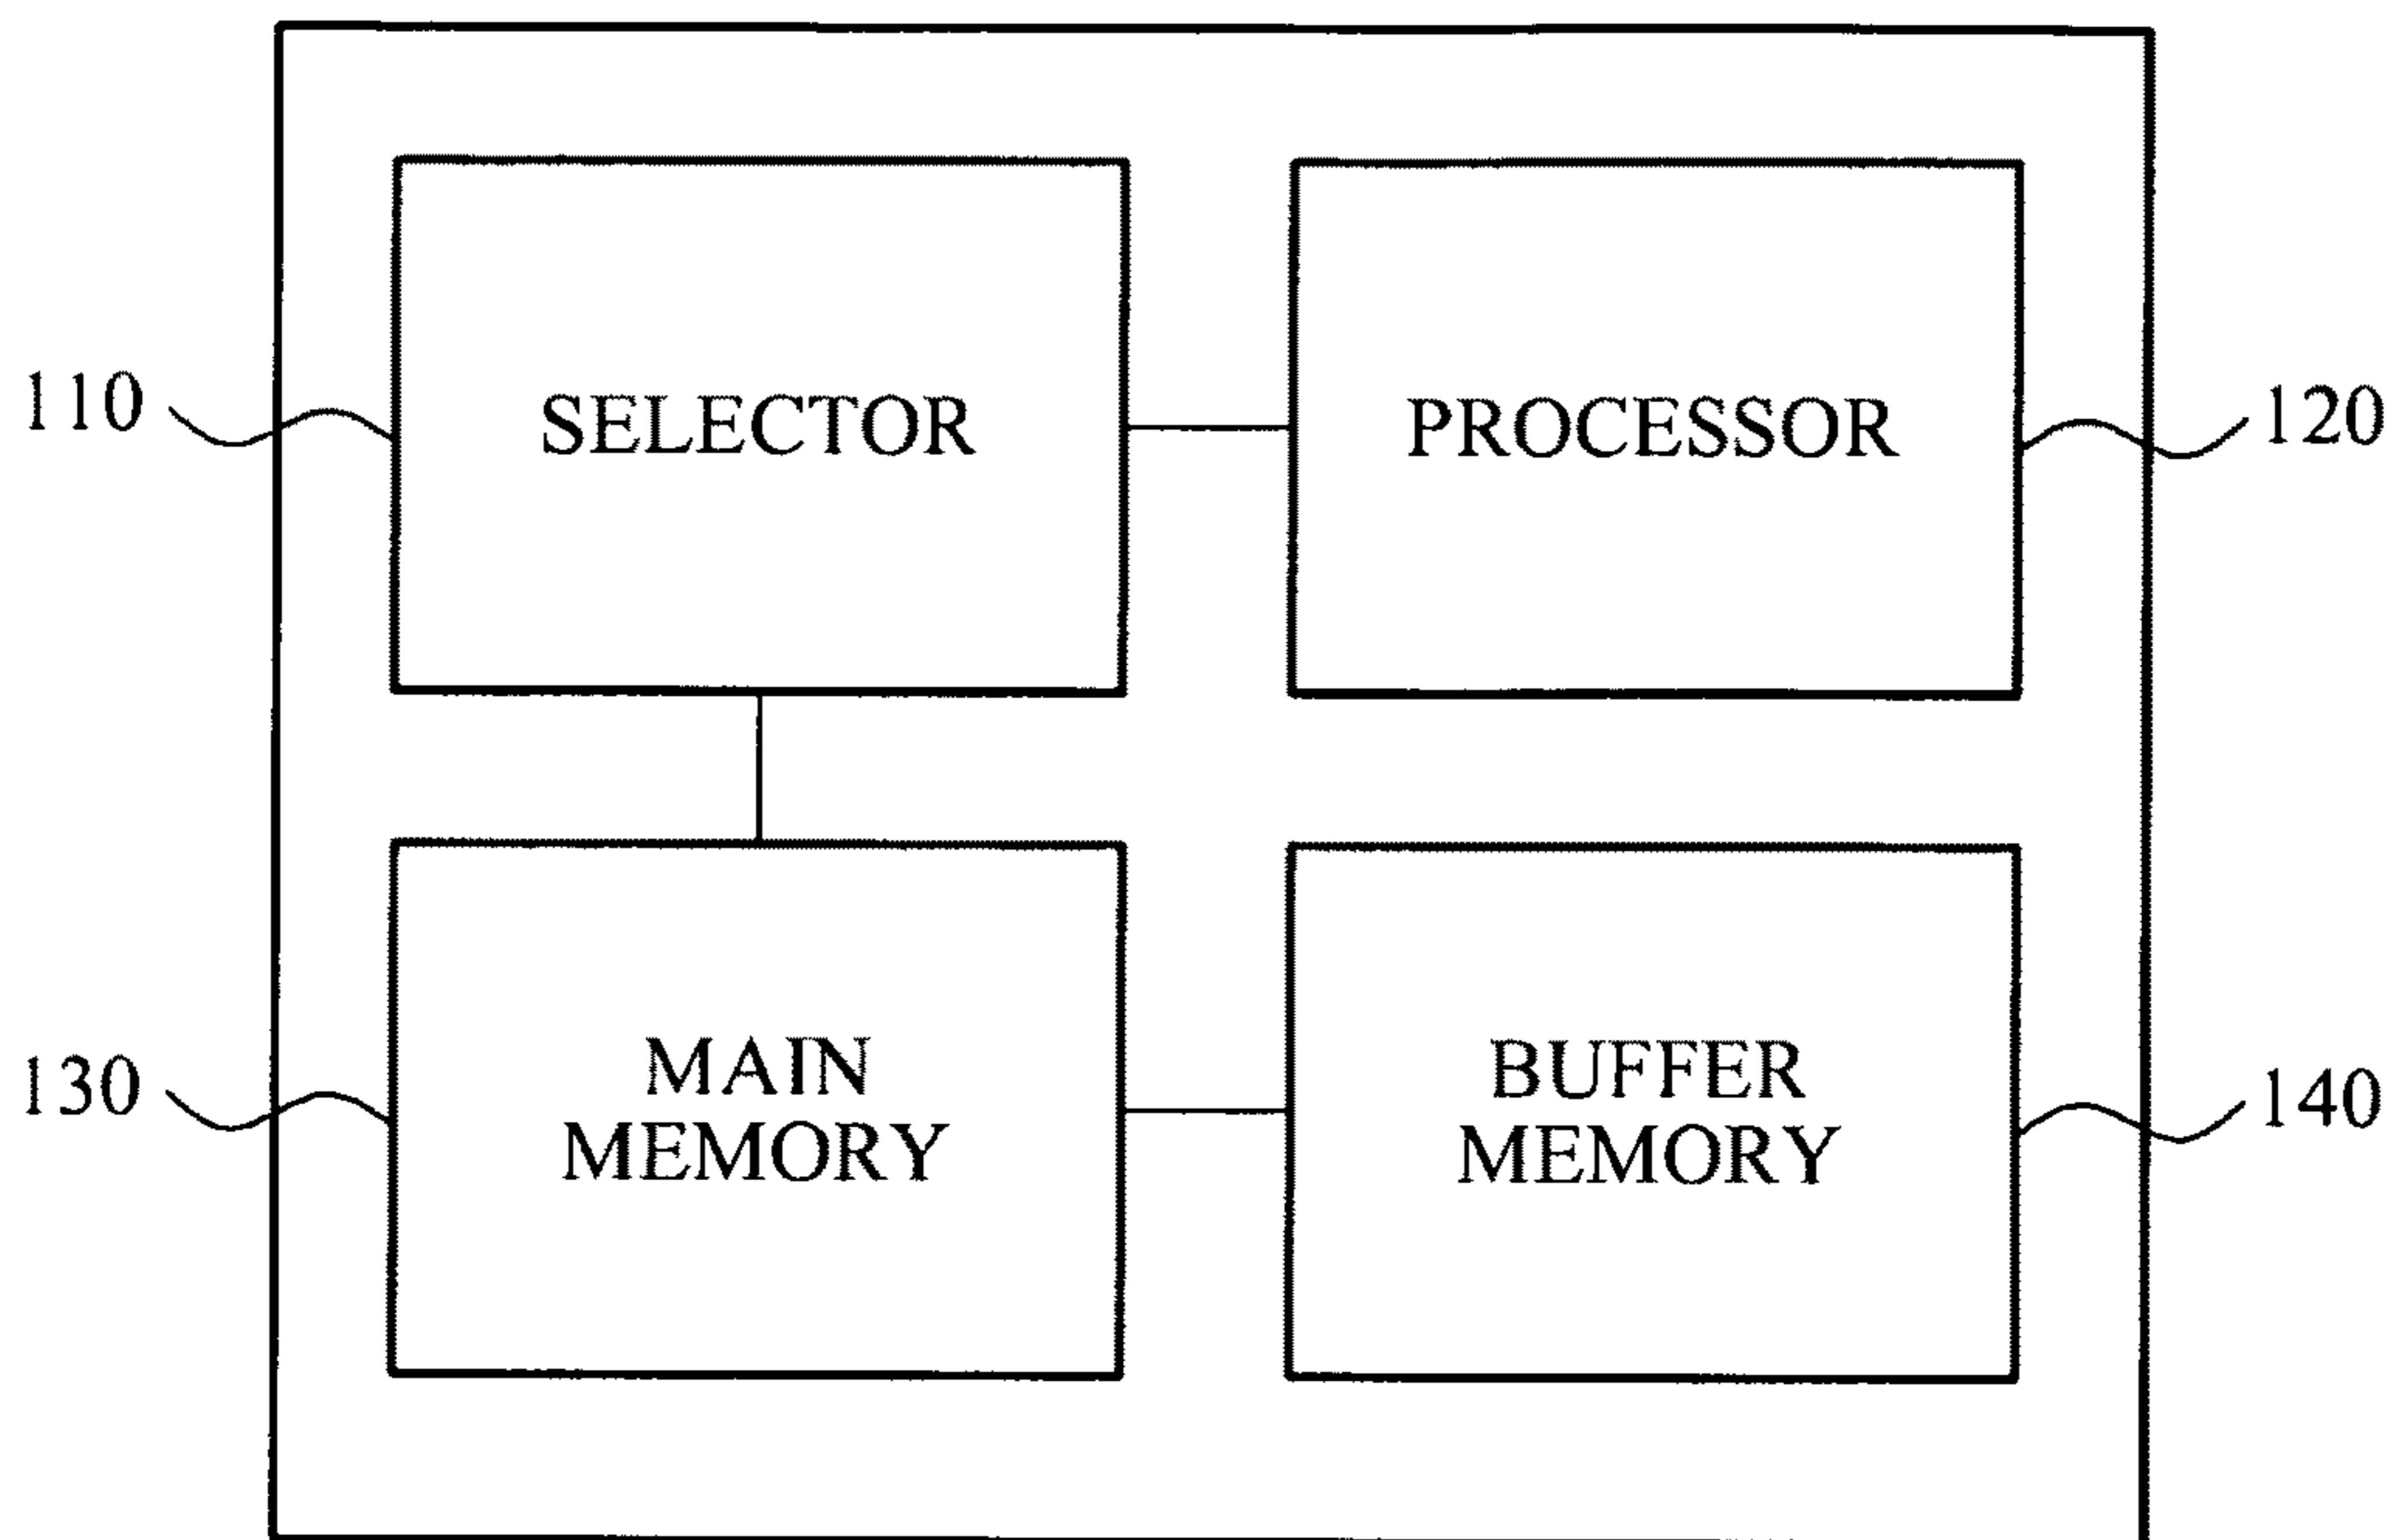 110
SELECTOR
PROCESSOR
120
130
MAIN
MEMORY
BUFFER
MEMORY
140